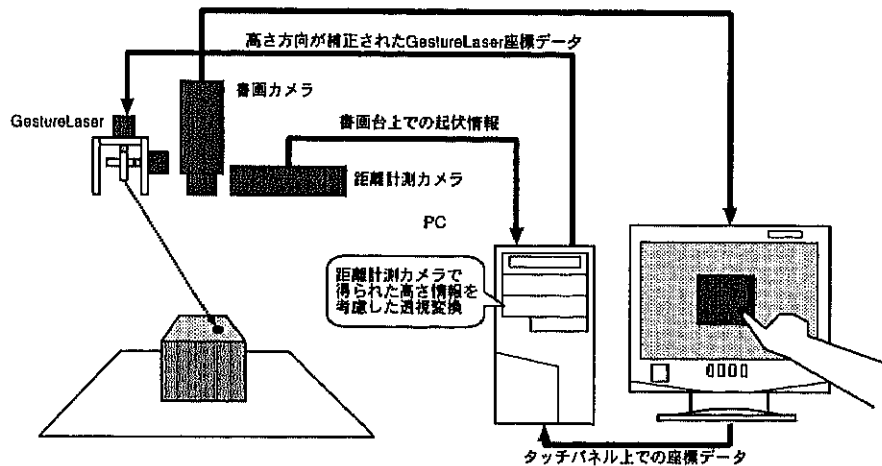 高さ方向が補正されたGestureLaser座標データ
書画カメラ
GestureLaser
書画台上での起伏情報
距離計測カメラ
PC
距離計測カメラで
得られた高さ情報を
考慮した透視変換
タッチパネル上での座標データ